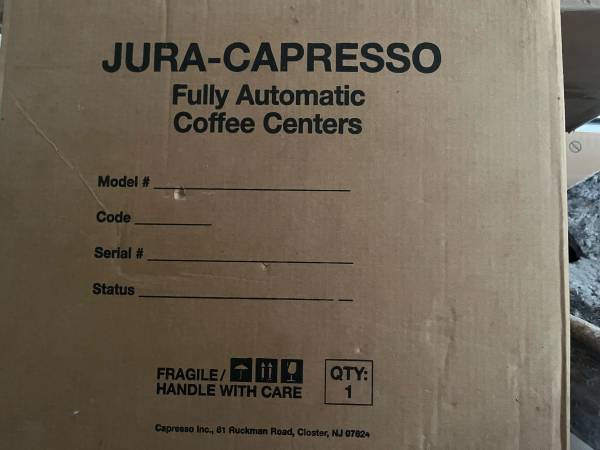 JURA-CAPRESSO
Fully Automatic
Coffee Centers
Model #
Code
Serial #
Status
FRAGILE/
HANDLE WITH CARE
QTY:
1
Capresso Inc., 81 Ruckman Road, Closter, NJ 07624